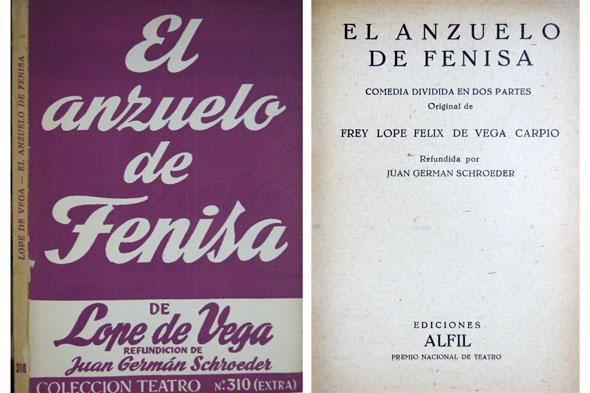 LOPE DE VEGA — EL ANZUELO DE FENISA
310
El
anzuelo
de
Fenisa
DE
Lope de Vega
REFUNDICION DE
Juan Germán Schroeder
COLECCION TEATRO Nº 310 (EXTRA)
EL ANZUELO
DE FENISA
COMEDIA DIVIDIDA EN DOS PARTES
Original de
FREY LOPE FELIX DE VEGA CARPIO
Refundida por
JUAN GERMAN SCHROEDER
EDICIONES
ALFIL
PREMIO NACIONAL DE TEATRO